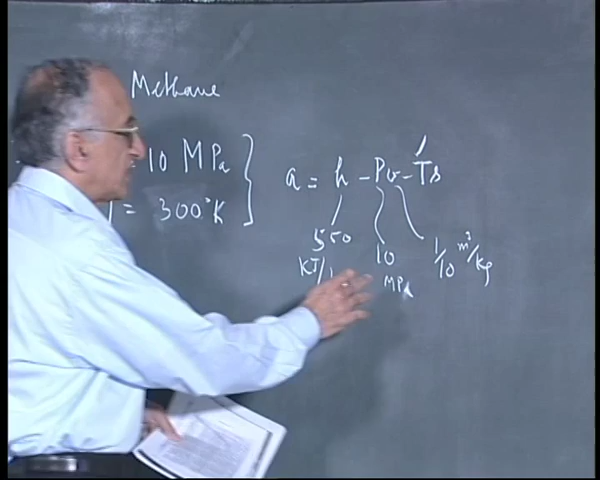 Methane
= 10 MPa
= 300°K
a = h - Pv - Ts
550 KJ/
10 MPa
1/10 m³/kg